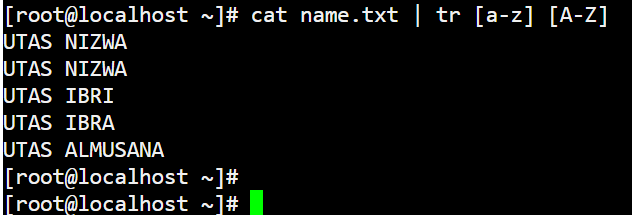 [root@localhost ~]# cat name.txt | tr [a-z] [A-Z]
UTAS NIZWA
UTAS NIZWA
UTAS IBRI
UTAS IBRA
UTAS ALMUSANA
[root@localhost ~]#
[root@localhost ~]#